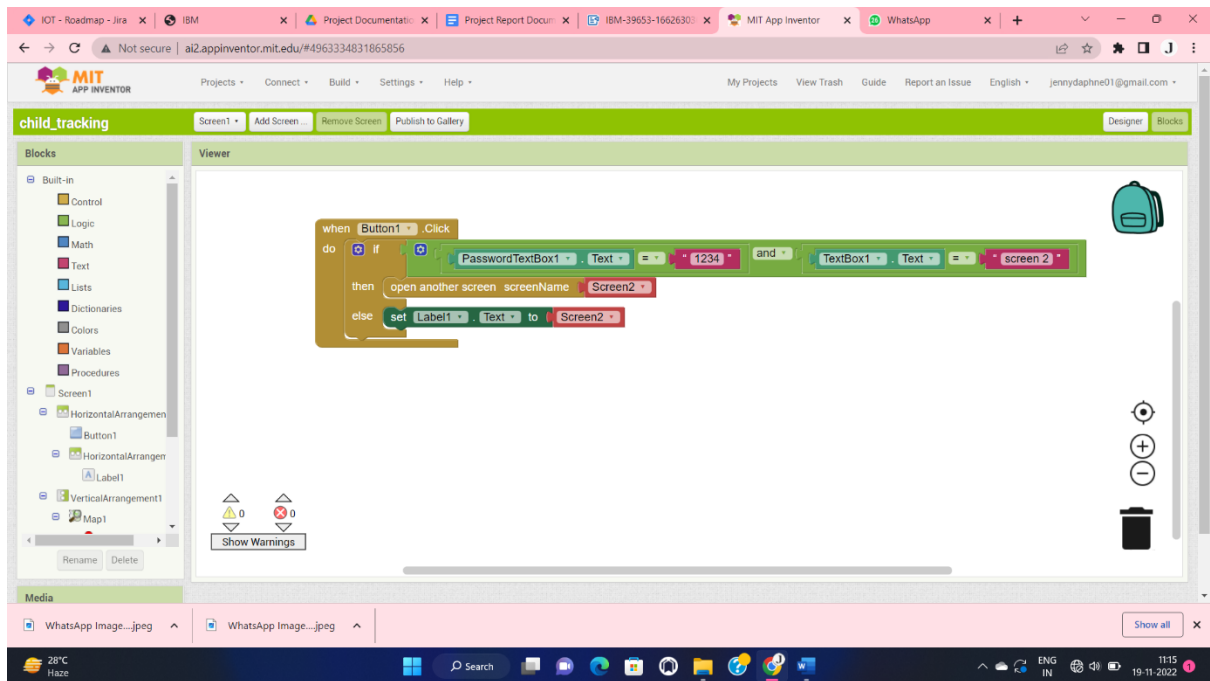 IOT - Roadmap - Jira
IBM
Project Documentatio
Project Report Docum
IBM-39653-16626303
MIT App Inventor
WhatsApp
Not secure ai2.appinventor.mit.edu/#4963334831865856
J
MIT
APP INVENTOR
Projects Connect Build Settings Help
My Projects View Trash Guide Report an Issue English jennydaphne01@gmail.com
child_tracking
Screen1 Add Screen ... Remove Screen Publish to Gallery
Designer Blocks
Blocks
Viewer
Built-in
Control
Logic
Math
Text
Lists
Dictionaries
Colors
Variables
Procedures
Screen1
HorizontalArrangemen
Button1
HorizontalArrangem
Label1
VerticalArrangement1
Map1
Rename Delete
when Button1 .Click
do if PasswordTextBox1 . Text = " 1234 " and TextBox1 . Text = " screen 2 "
then open another screen screenName Screen2
else set Label1 . Text to Screen2
0 0
Show Warnings
Media
WhatsApp Image....jpeg
WhatsApp Image....jpeg
Show all
28°C
Haze
Search
ENG
IN
11:15
19-11-2022
1